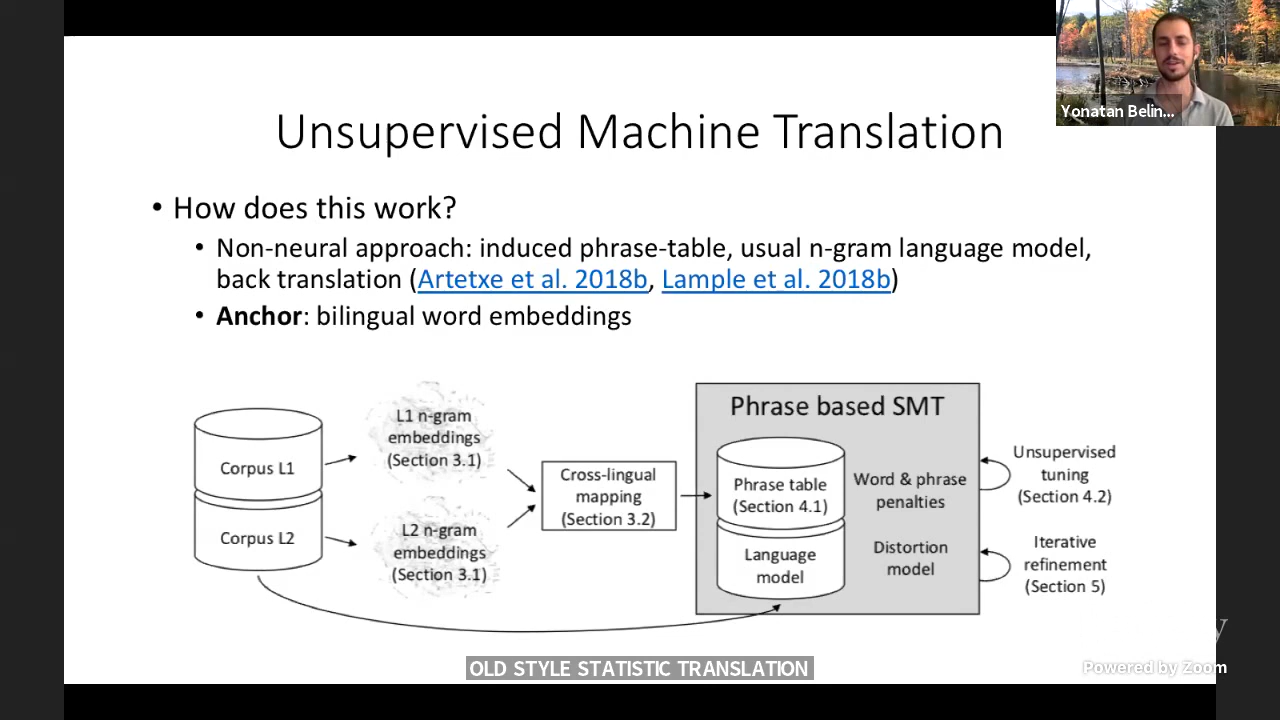 Yonatan Belin...
Unsupervised Machine Translation
• How does this work?
• Non-neural approach: induced phrase-table, usual n-gram language model,
back translation (Artetxe et al. 2018b, Lample et al. 2018b)
• Anchor: bilingual word embeddings
Corpus L1
Corpus L2
L1 n-gram
embeddings
(Section 3.1)
L2 n-gram
embeddings
(Section 3.1)
Cross-lingual
mapping
(Section 3.2)
Phrase based SMT
Phrase table
(Section 4.1)
Language
model
Word & phrase
penalties
Distortion
model
Unsupervised
tuning
(Section 4.2)
Iterative
refinement
(Section 5)
OLD STYLE STATISTIC TRANSLATION
Powered by Zoom